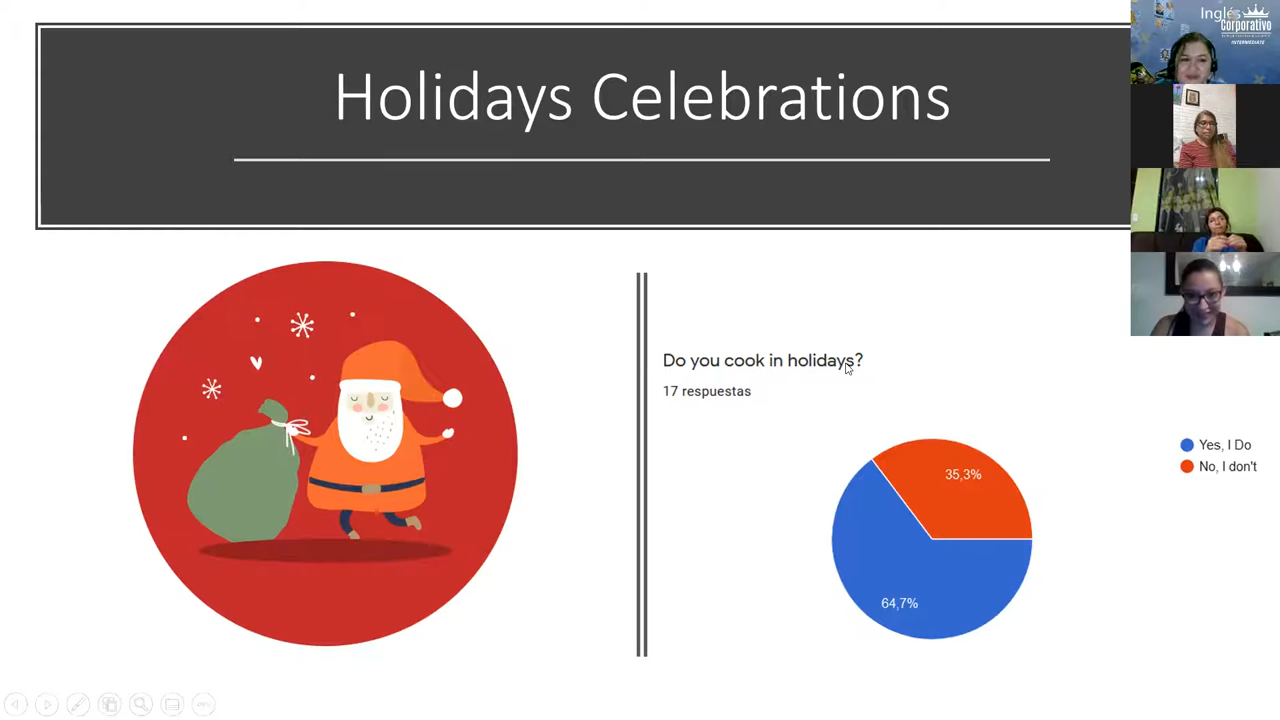 Holidays Celebrations
Inglés
Corporativo
INTERMEDIATE
Do you cook in holidays?
17 respuestas
Yes, I Do
No, I don't
35,3%
64,7%